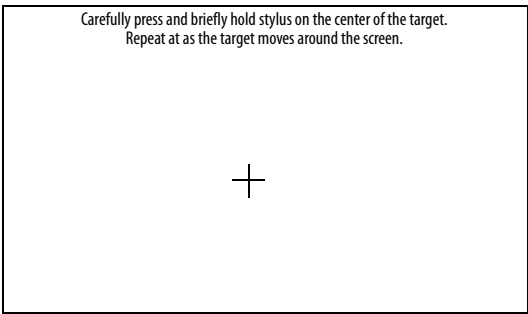 Carefully press and briefly hold stylus on the center of the target.
Repeat at as the target moves around the screen.